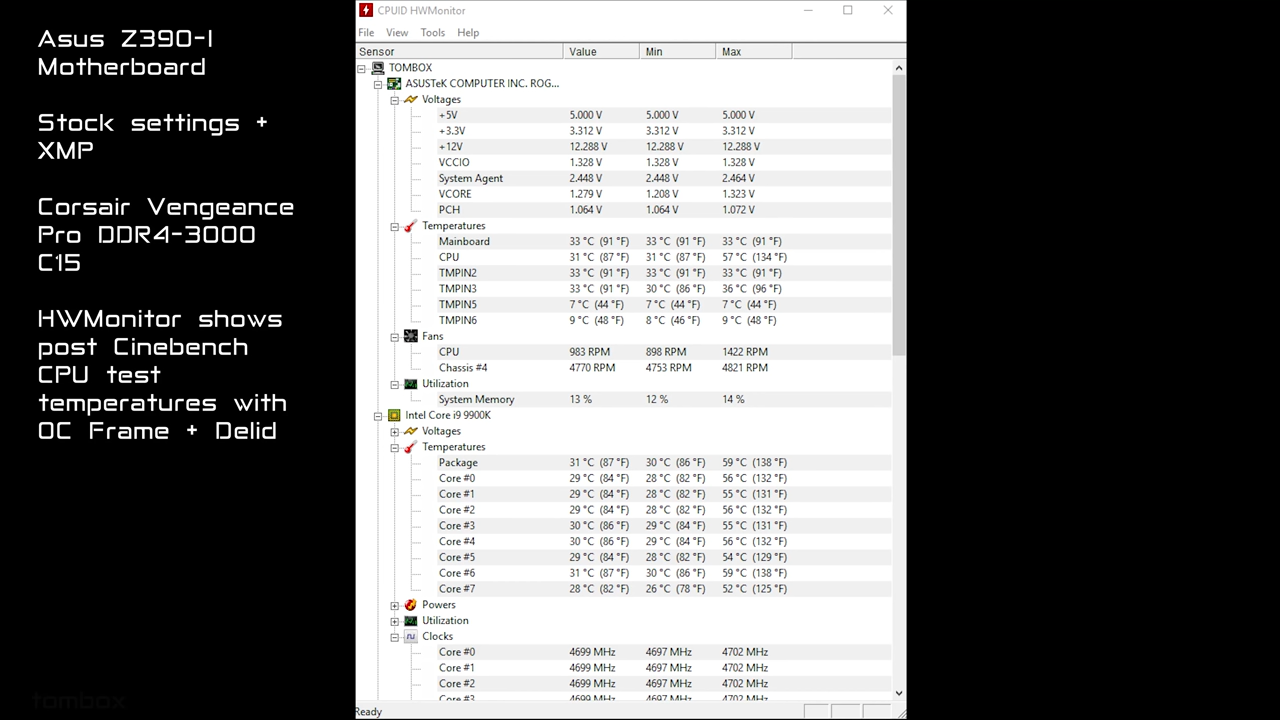 Asus Z390-I
Motherboard
Stock settings +
XMP
Corsair Vengeance
Pro DDR4-3000
C15
HWMonitor shows
post Cinebench
CPU test
temperatures with
OC Frame + Delid
tombox
CPUID HWMonitor
File View Tools Help
Sensor Value Min Max
TOMBOX
ASUSTeK COMPUTER INC. ROG...
Voltages
+5V 5.000 V 5.000 V 5.000 V
+3.3V 3.312 V 3.312 V 3.312 V
+12V 12.288 V 12.288 V 12.288 V
VCCIO 1.328 V 1.328 V 1.328 V
System Agent 2.448 V 2.448 V 2.464 V
VCORE 1.279 V 1.208 V 1.323 V
PCH 1.064 V 1.064 V 1.072 V
Temperatures
Mainboard 33 °C (91 °F) 33 °C (91 °F) 33 °C (91 °F)
CPU 31 °C (87 °F) 31 °C (87 °F) 57 °C (134 °F)
TMPIN2 33 °C (91 °F) 33 °C (91 °F) 33 °C (91 °F)
TMPIN3 33 °C (91 °F) 30 °C (86 °F) 36 °C (96 °F)
TMPIN5 7 °C (44 °F) 7 °C (44 °F) 7 °C (44 °F)
TMPIN6 9 °C (48 °F) 8 °C (46 °F) 9 °C (48 °F)
Fans
CPU 983 RPM 898 RPM 1422 RPM
Chassis #4 4770 RPM 4753 RPM 4821 RPM
Utilization
System Memory 13 % 12 % 14 %
Intel Core i9 9900K
Voltages
Temperatures
Package 31 °C (87 °F) 30 °C (86 °F) 59 °C (138 °F)
Core #0 29 °C (84 °F) 28 °C (82 °F) 56 °C (132 °F)
Core #1 29 °C (84 °F) 28 °C (82 °F) 55 °C (131 °F)
Core #2 29 °C (84 °F) 28 °C (82 °F) 56 °C (132 °F)
Core #3 30 °C (86 °F) 29 °C (84 °F) 55 °C (131 °F)
Core #4 30 °C (86 °F) 29 °C (84 °F) 56 °C (132 °F)
Core #5 29 °C (84 °F) 28 °C (82 °F) 54 °C (129 °F)
Core #6 31 °C (87 °F) 30 °C (86 °F) 59 °C (138 °F)
Core #7 28 °C (82 °F) 26 °C (78 °F) 52 °C (125 °F)
Powers
Utilization
Clocks
Core #0 4699 MHz 4697 MHz 4702 MHz
Core #1 4699 MHz 4697 MHz 4702 MHz
Core #2 4699 MHz 4697 MHz 4702 MHz
Core #3 4699 MHz 4697 MHz 4702 MHz
Ready